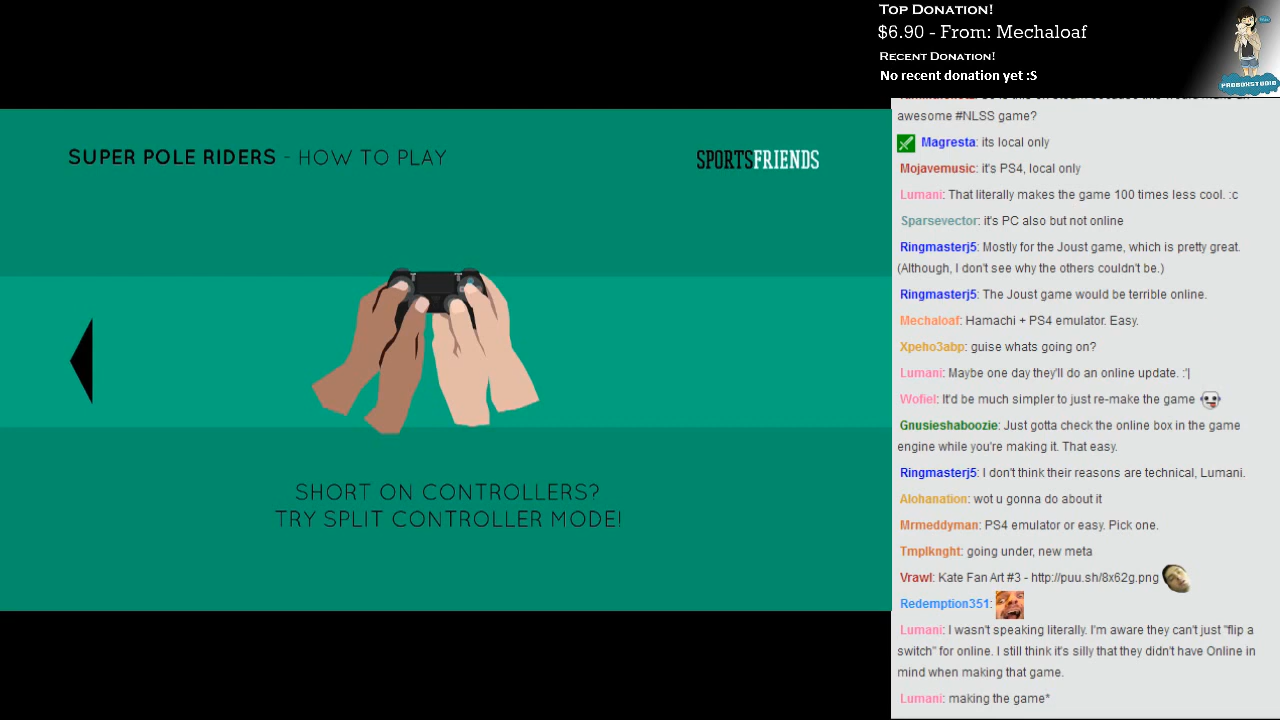 TOP DONATION!
$6.90 - From: Mechaloaf
RECENT DONATION!
No recent donation yet :S
PROBOXSTUDIO
SUPER POLE RIDERS - HOW TO PLAY
SPORTSFRIENDS
SHORT ON CONTROLLERS?
TRY SPLIT CONTROLLER MODE!
awesome #NLSS game?
Magresta: its local only
Mojavemusic: it's PS4, local only
Lumani: That literally makes the game 100 times less cool. :c
Sparsevector: it's PC also but not online
Ringmasterj5: Mostly for the Joust game, which is pretty great.
(Although, I don't see why the others couldn't be.)
Ringmasterj5: The Joust game would be terrible online.
Mechaloaf: Hamachi + PS4 emulator. Easy.
Xpeho3abp: guise whats going on?
Lumani: Maybe one day they'll do an online update. :'|
Wofiel: It'd be much simpler to just re-make the game
Gnusieshaboozie: Just gotta check the online box in the game
engine while you're making it. That easy.
Ringmasterj5: I don't think their reasons are technical, Lumani.
Alohanation: wot u gonna do about it
Mrmeddyman: PS4 emulator or easy. Pick one.
Tmplknght: going under, new meta
Vrawl: Kate Fan Art #3 - http://puu.sh/8x62g.png
Redemption351:
Lumani: I wasn't speaking literally. I'm aware they can't just "flip a
switch" for online. I still think it's silly that they didn't have Online in
mind when making that game.
Lumani: making the game*